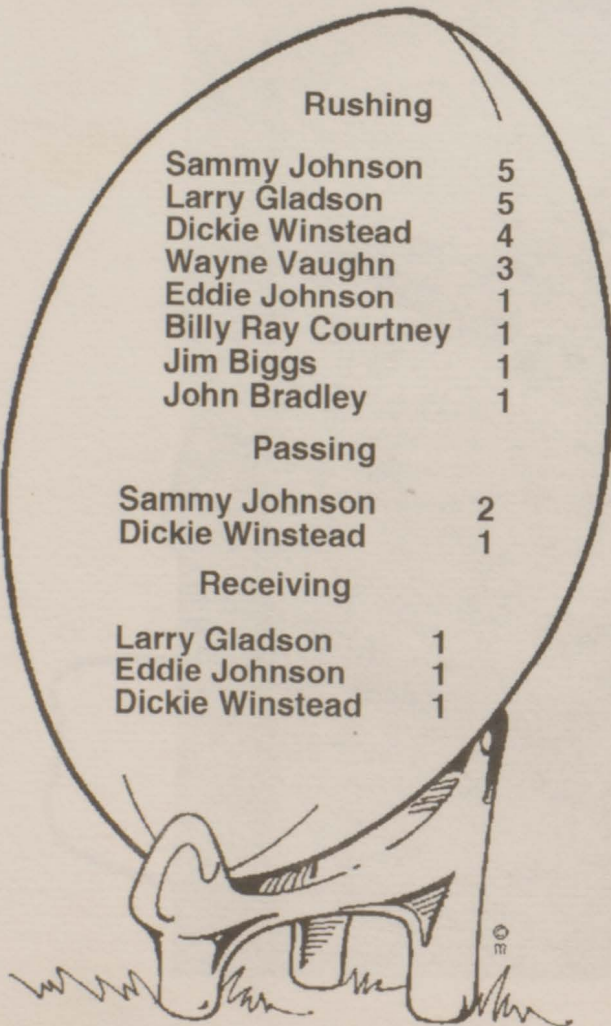 Rushing
Sammy Johnson 5
Larry Gladson 5
Dickie Winstead 4
Wayne Vaughn 3
Eddie Johnson 1
Billy Ray Courtney 1
Jim Biggs 1
John Bradley 1
Passing
Sammy Johnson 2
Dickie Winstead 1
Receiving
Larry Gladson 1
Eddie Johnson 1
Dickie Winstead 1